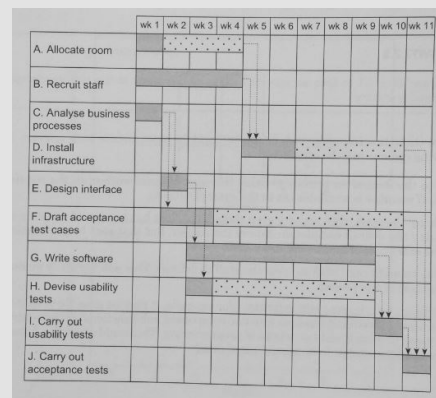 wk 1 wk 2 wk 3 wk 4 wk 5 wk 6 wk 7 wk 8 wk 9 wk 10 wk 11
A. Allocate room
B. Recruit staff
C. Analyse business
processes
D. Install
infrastructure
E. Design interface
F. Draft acceptance
test cases
G. Write software
H. Devise usability
tests
I. Carry out
usability tests
J. Carry out
acceptance tests